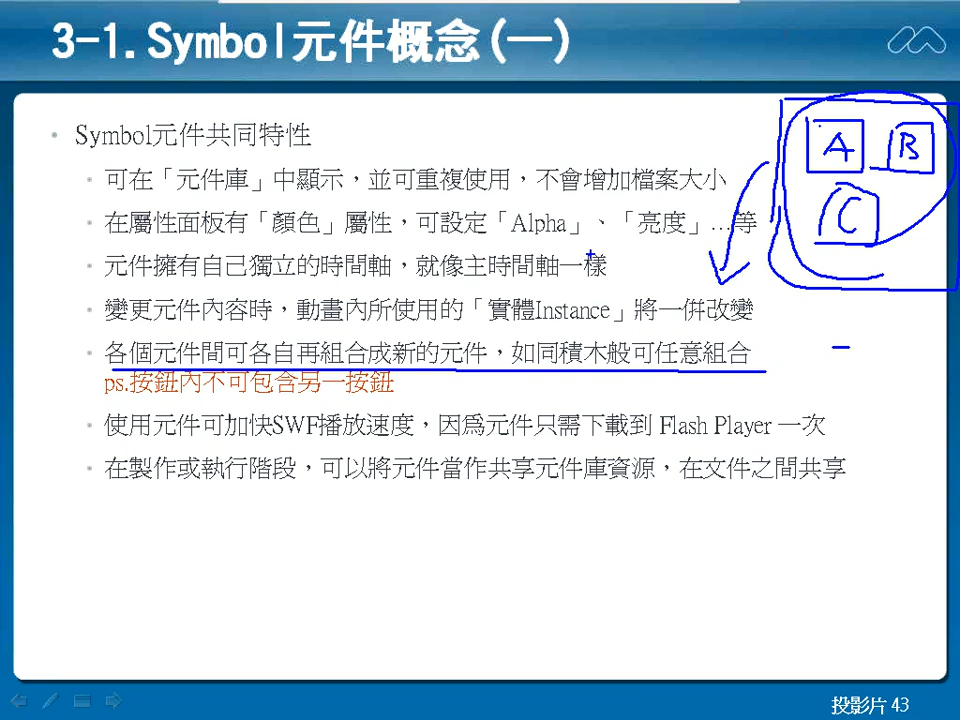 3-1.Symbol元件概念(一)
Symbol元件共同特性
可在「元件庫」中顯示，並可重複使用，不會增加檔案大小
在屬性面板有「顏色」屬性，可設定「Alpha」、「亮度」…等
元件擁有自己獨立的時間軸，就像主時間軸一樣
變更元件內容時，動畫內所使用的「實體Instance」將一併改變
各個元件間可各自再組合成新的元件，如同積木般可任意組合
ps.按鈕內不可包含另一按鈕
使用元件可加快SWF播放速度，因為元件只需下載到 Flash Player 一次
在製作或執行階段，可以將元件當作共享元件庫資源，在文件之間共享
A B
C
投影片 43